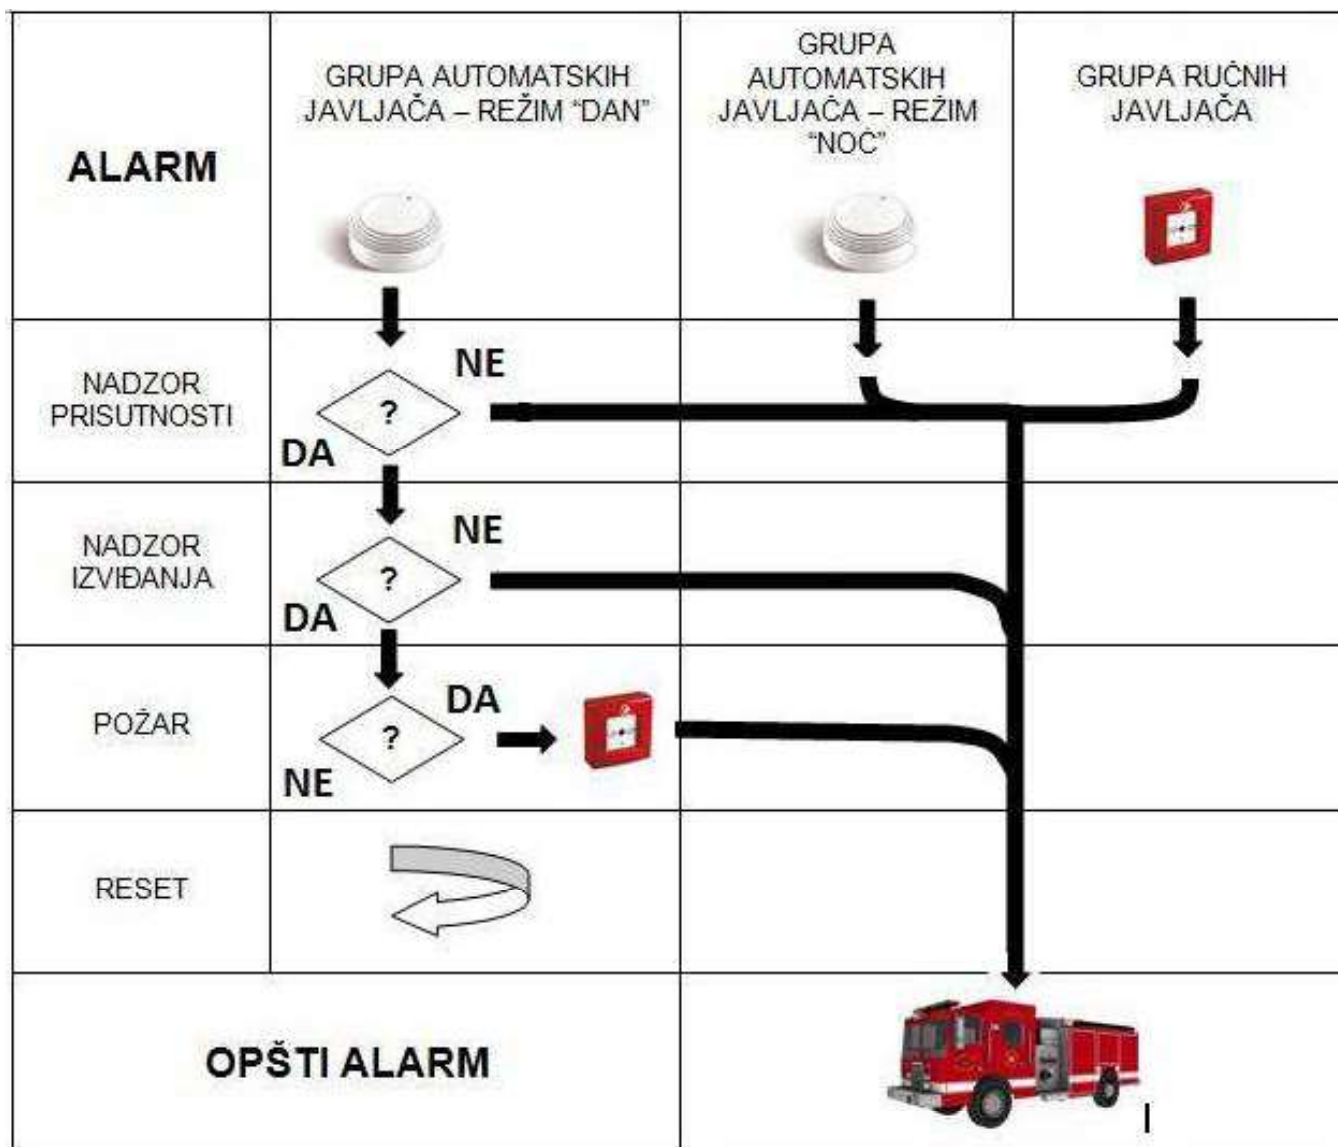 ALARM
GRUPA AUTOMATSKIH
JAVLJAČA – REŽIM “DAN”
GRUPA
AUTOMATSKIH
JAVLJAČA – REŽIM
“NOĆ”
GRUPA RUČNIH
JAVLJAČA
NADZOR
PRISUTNOSTI
?
NE
DA
NADZOR
IZVIĐANJA
?
NE
DA
POŽAR
?
DA
NE
RESET
OPŠTI ALARM